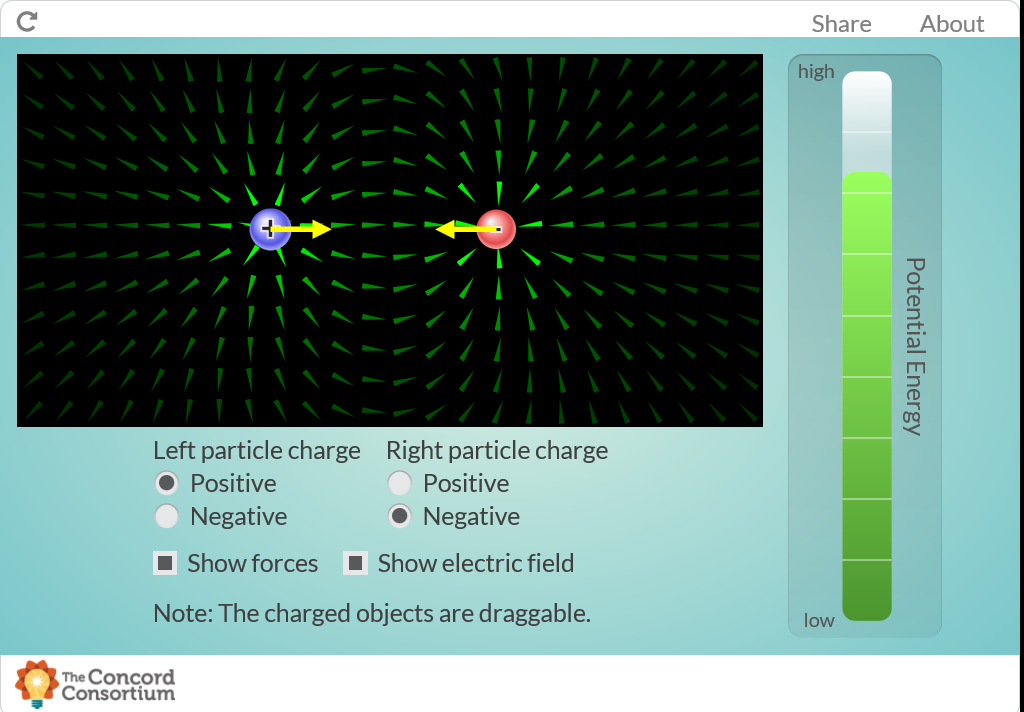 Share About
high
+
-
Potential Energy
low
Left particle charge Right particle charge
Positive Positive
Negative Negative
Show forces Show electric field
Note: The charged objects are draggable.
The Concord
Consortium